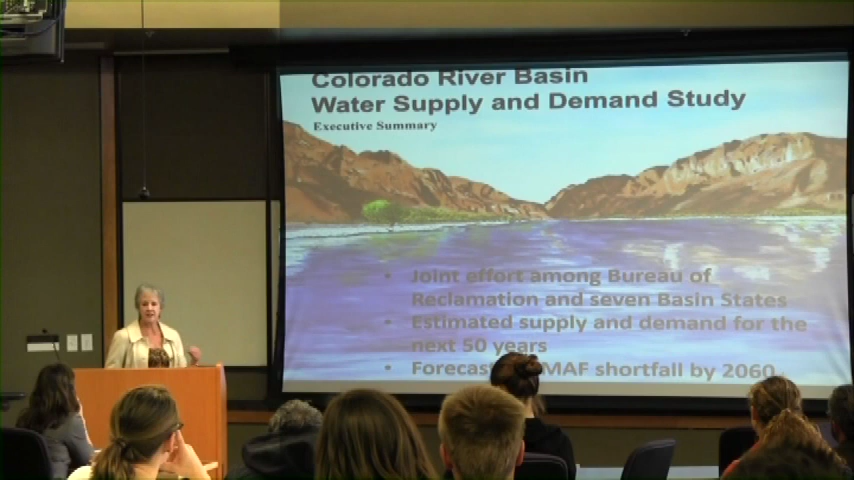 Colorado River Basin
Water Supply and Demand Study
Executive Summary
• Joint effort among Bureau of
Reclamation and seven Basin States
• Estimated supply and demand for the
next 50 years
• Forecast MAF shortfall by 2060